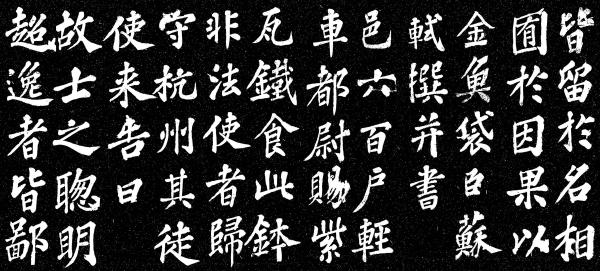 皆留於名相
囿於因果以
金魚袋臣蘇
軾撰并書
邑六百戶輕
車都尉賜紫
瓦鐵食此鉢
非法使者歸
守杭州其徒
使来告曰
故士之聰明
超逸者皆鄙